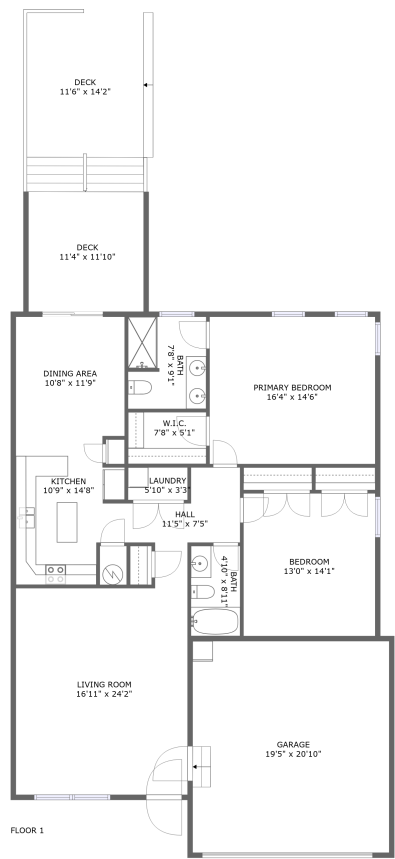 DECK
11'6" x 14'2"
DECK
11'4" x 11'10"
DINING AREA
10'8" x 11'9"
BATH
7'8" x 9'1"
PRIMARY BEDROOM
16'4" x 14'6"
W.I.C.
7'8" x 5'1"
KITCHEN
10'9" x 14'8"
LAUNDRY
5'10" x 3'3"
HALL
11'5" x 7'5"
BATH
4'10" x 8'11"
BEDROOM
13'0" x 14'1"
LIVING ROOM
16'11" x 24'2"
GARAGE
19'5" x 20'10"
FLOOR 1